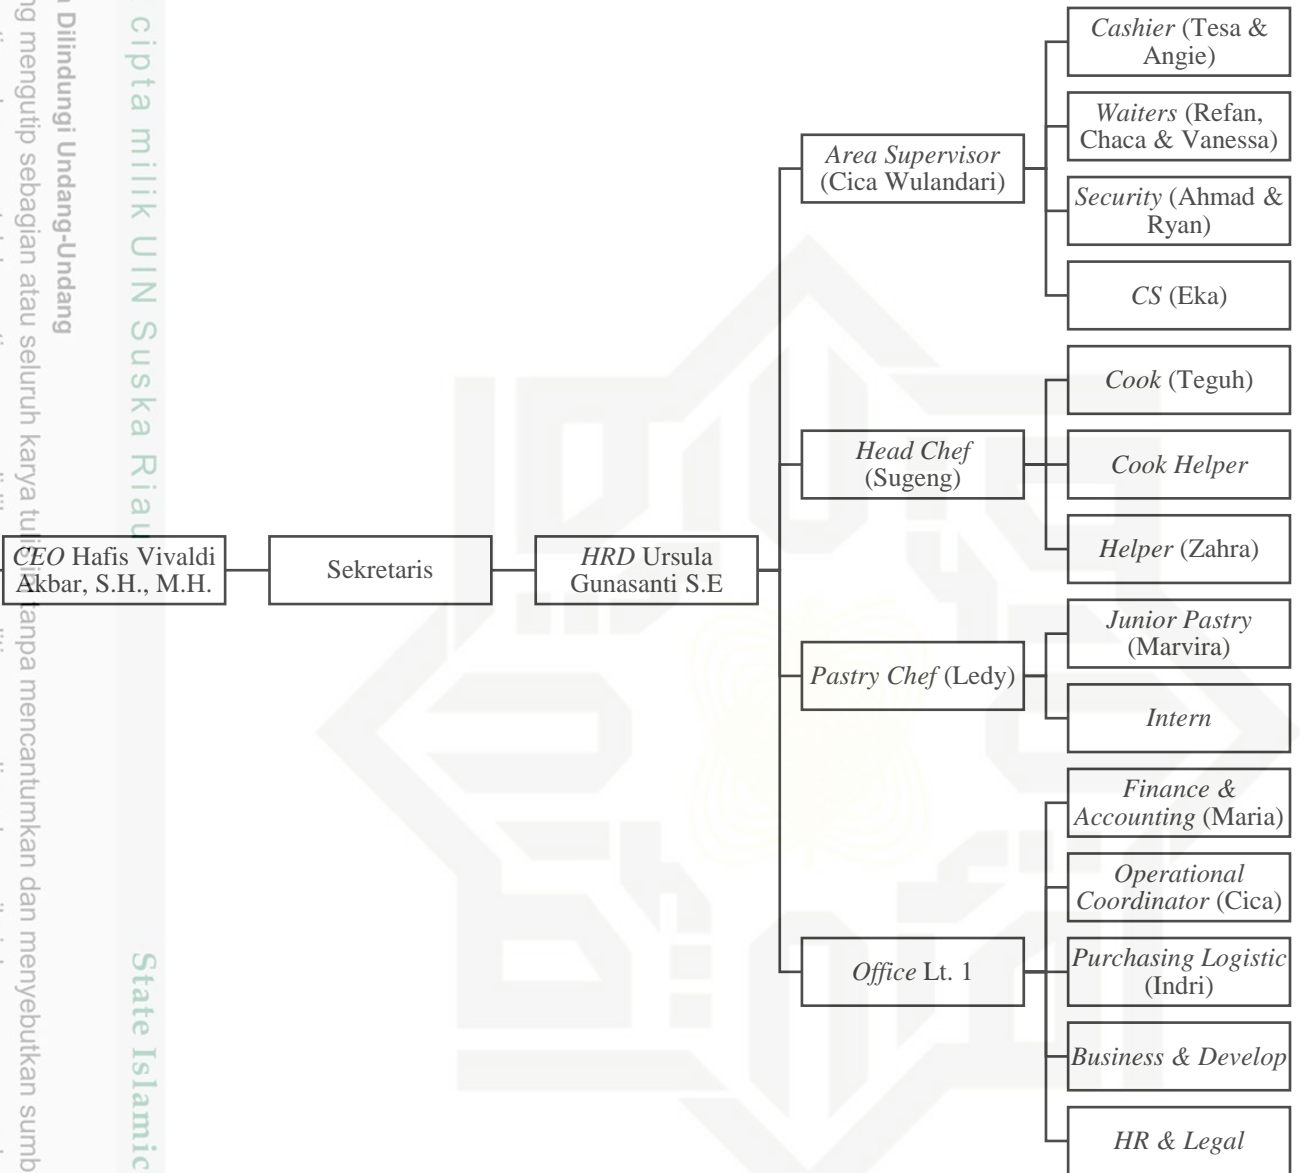 cipta milik UIN Suska Riau
State Islamic
Dilindungi Undang-Undang
mengutip sebagian atau seluruh karya tulis ini tanpa mencantumkan dan menyebutkan
CEO Hafis Vivaldi
Akbar, S.H., M.H.
Sekretaris
HRD Ursula
Gunasanti S.E
Area Supervisor
(Cica Wulandari)
Cashier (Tesa &
Angie)
Waiters (Refan,
Chaca & Vanessa)
Security (Ahmad &
Ryan)
CS (Eka)
Head Chef
(Sugeng)
Cook (Teguh)
Cook Helper
Helper (Zahra)
Pastry Chef (Ledy)
Junior Pastry
(Marvira)
Intern
Office Lt. 1
Finance &
Accounting (Maria)
Operational
Coordinator (Cica)
Purchasing Logistic
(Indri)
Business & Develop
HR & Legal